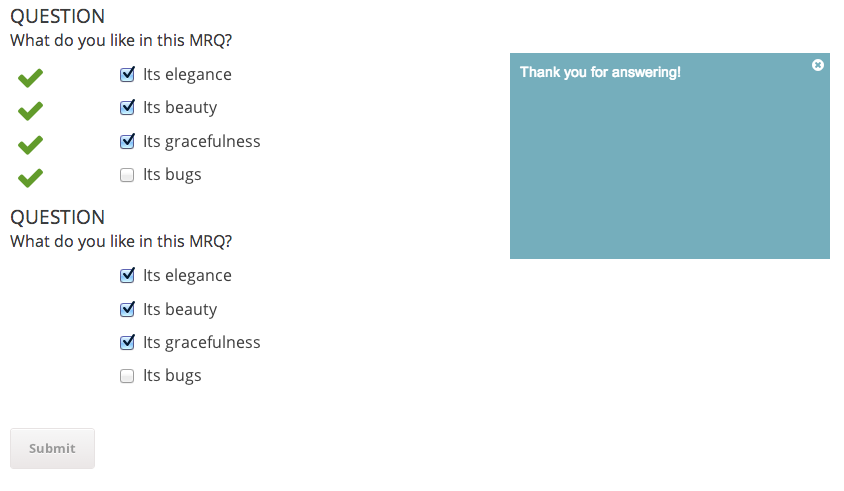 QUESTION
What do you like in this MRQ?
Its elegance
Its beauty
Its gracefulness
Its bugs
Thank you for answering!
QUESTION
What do you like in this MRQ?
Its elegance
Its beauty
Its gracefulness
Its bugs
Submit